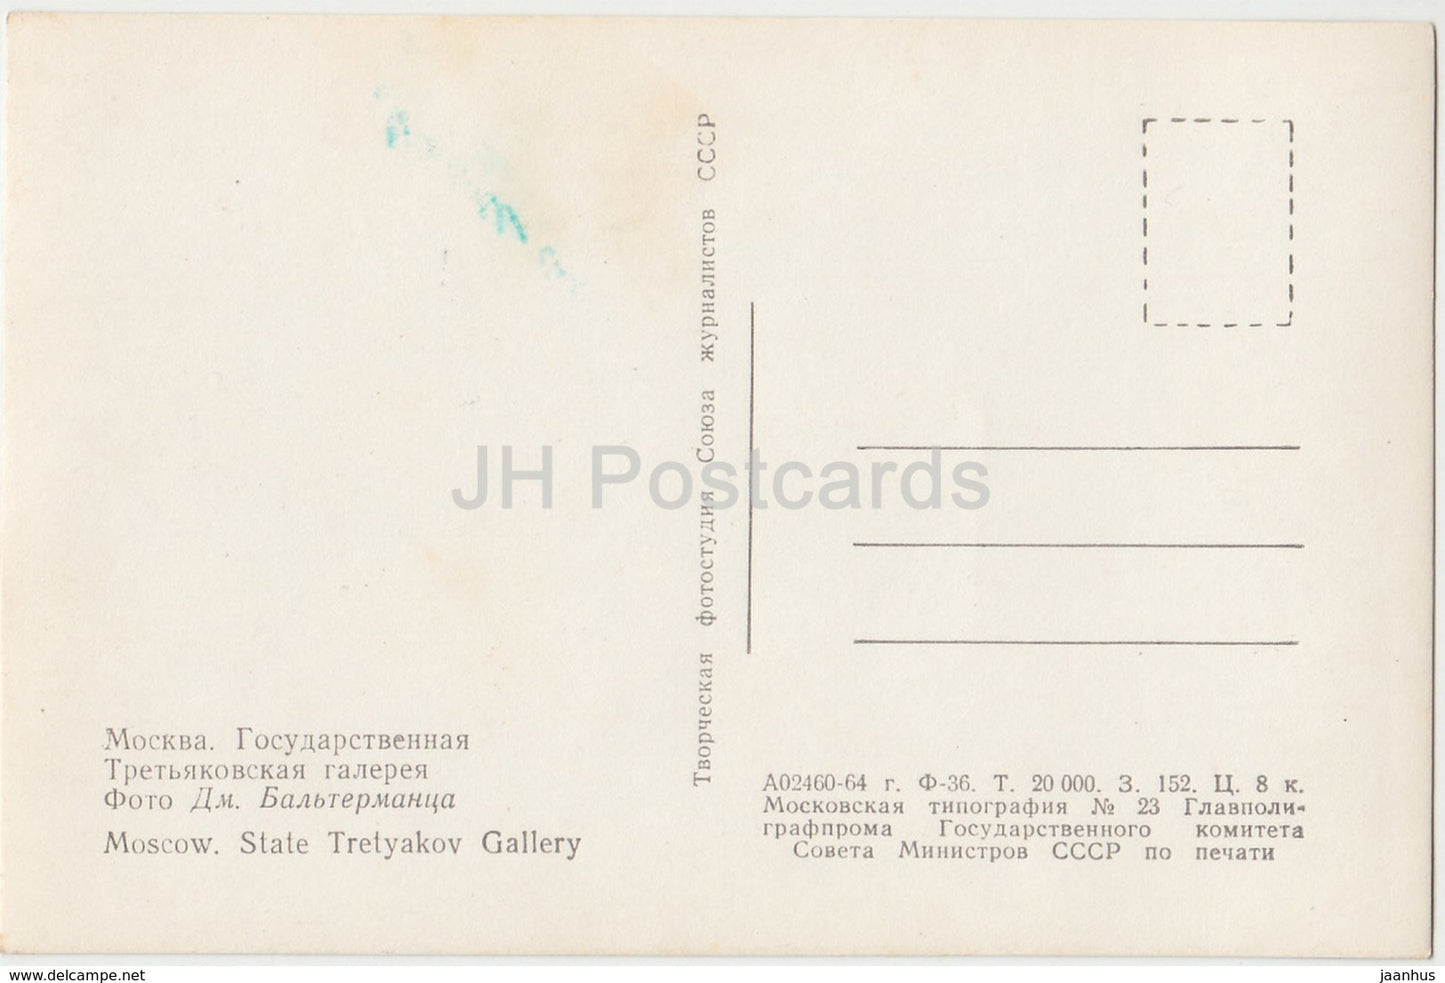 Творческая фотостудия Союза журналистов СССР
JH Postcards
Москва. Государственная
Третьяковская галерея
Фото Дм. Бальтерманца
Moscow. State Tretyakov Gallery
А02460-64 г. Ф-36. Т. 20 000. З. 152. Ц. 8 к.
Московская типография № 23 Главполи-
графпрома Государственного комитета
Совета Министров СССР по печати
www.delcampe.net
jaanhus